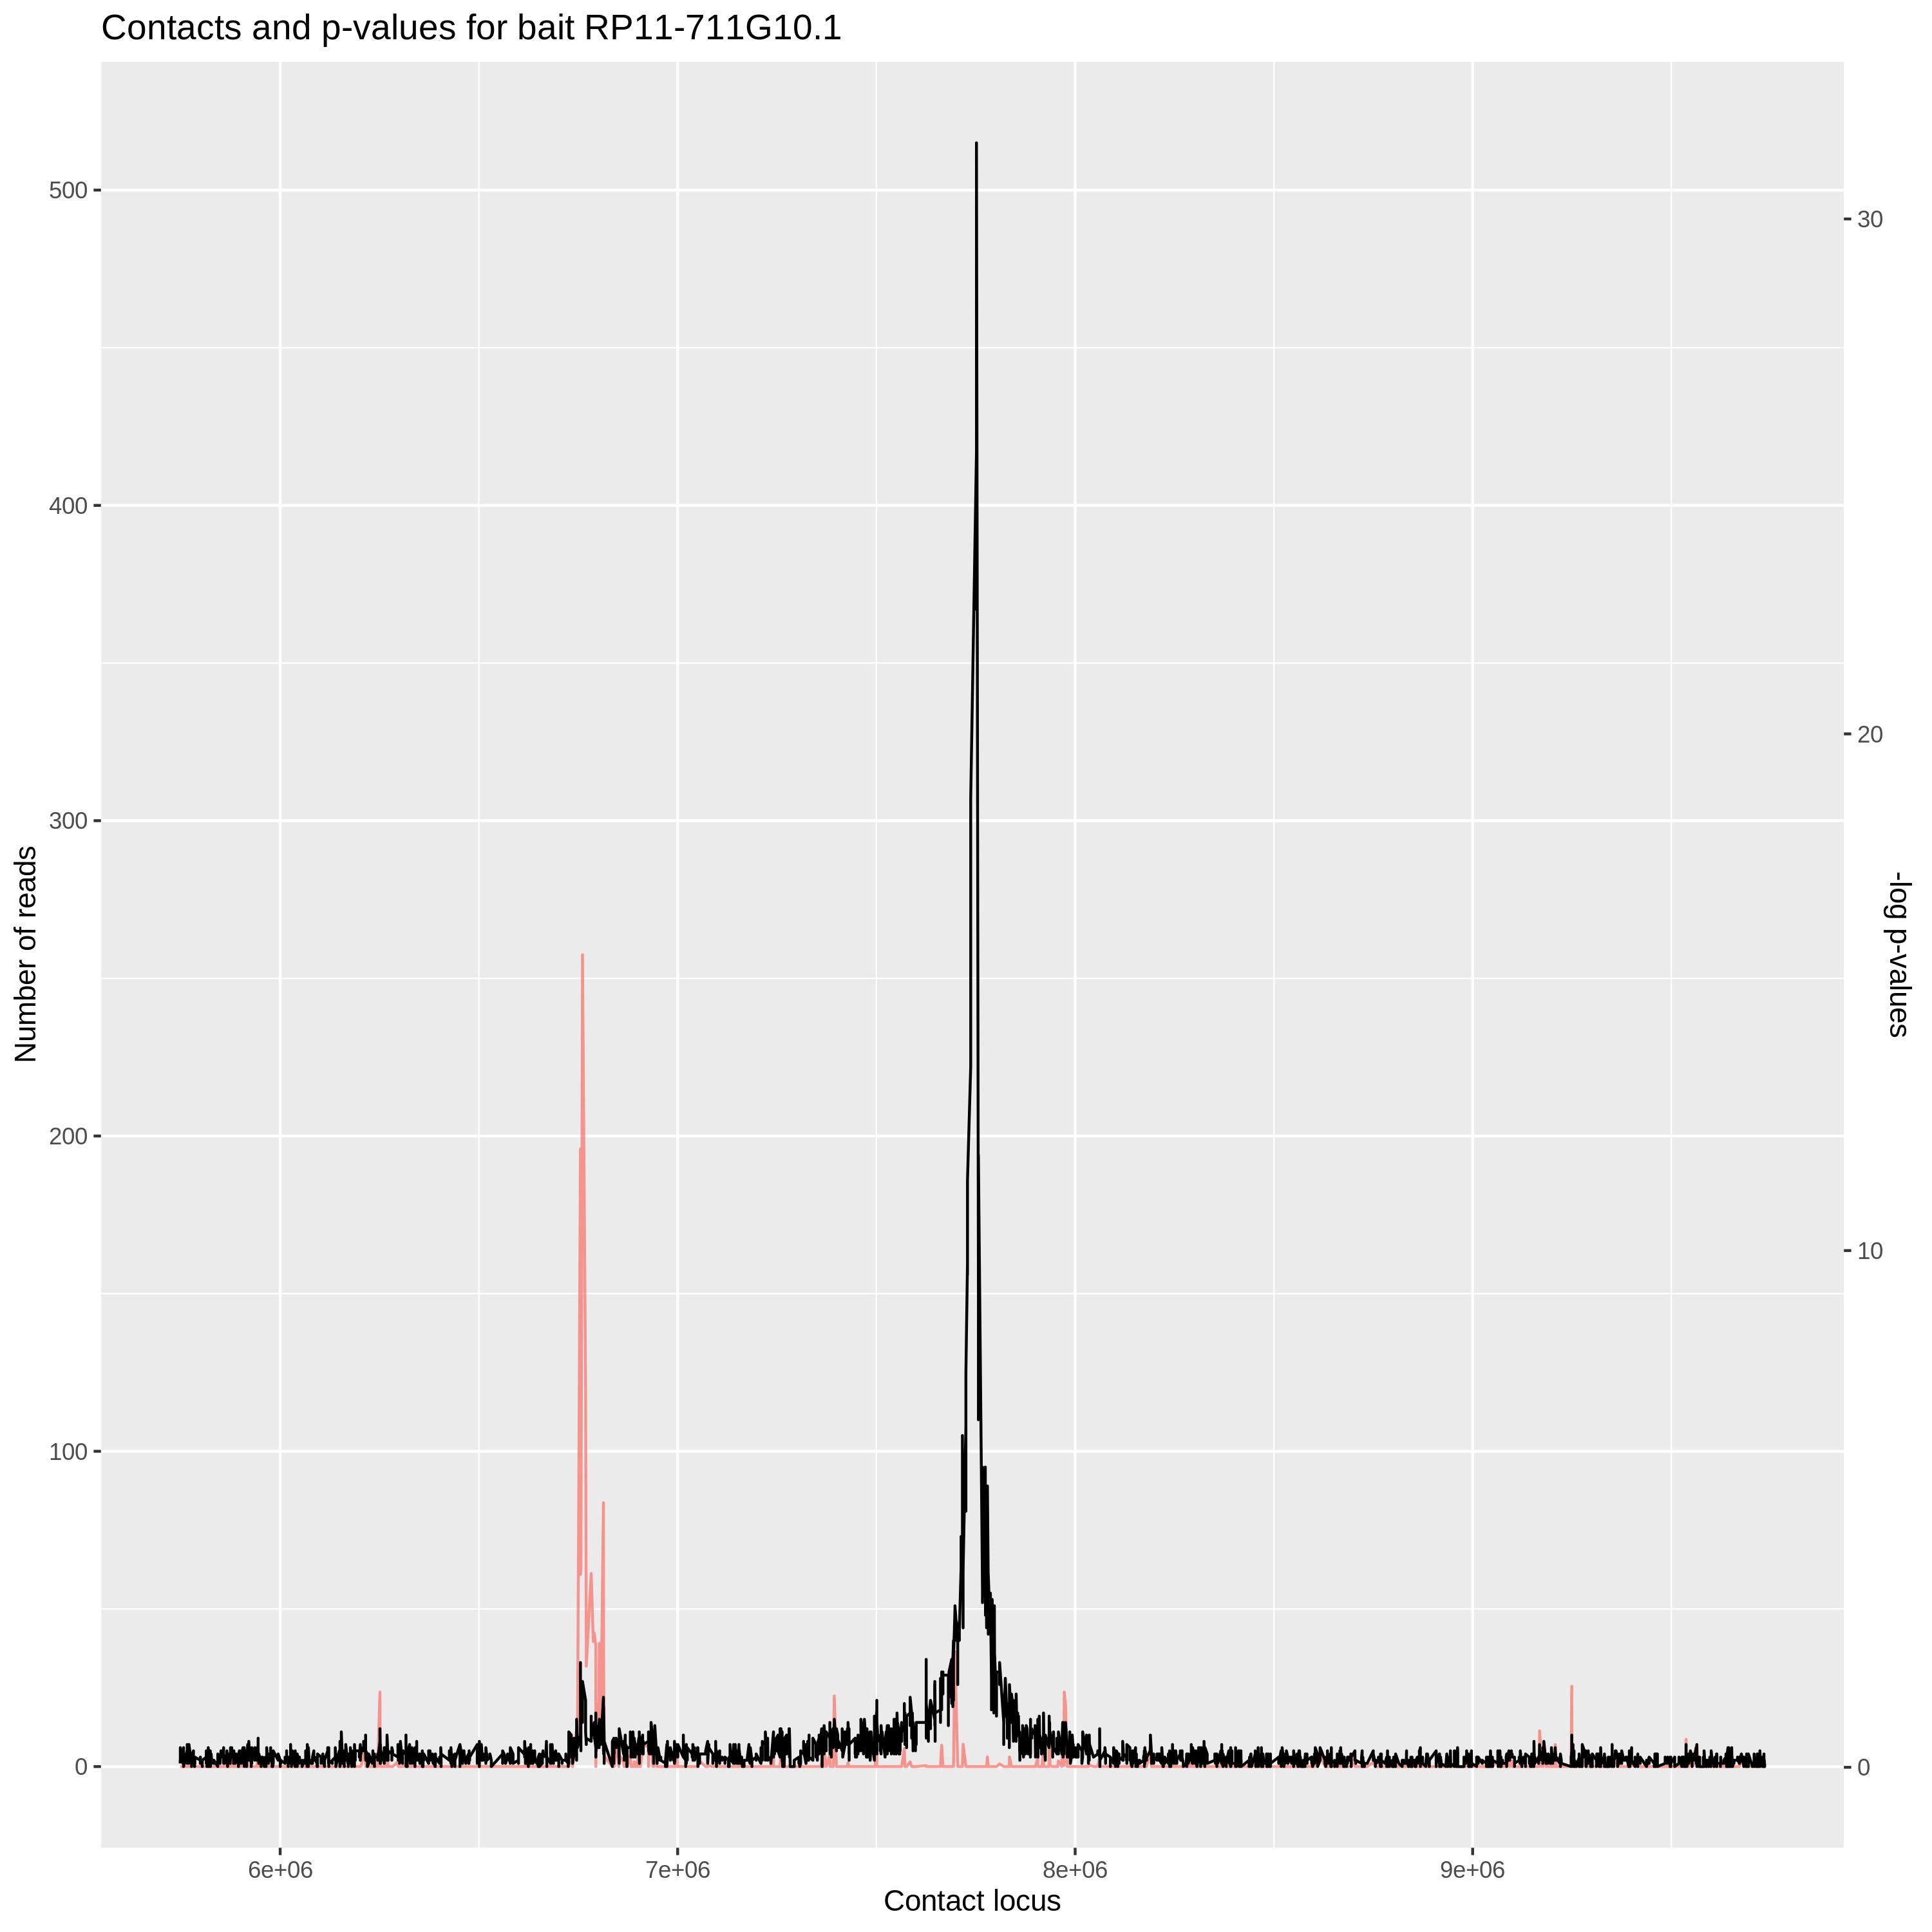 Contacts and p-values for bait RP11-711G10.1
500
400
300
200
100
0
Number of reads
30
20
10
0
-log p-values
6e+06
7e+06
8e+06
9e+06
Contact locus